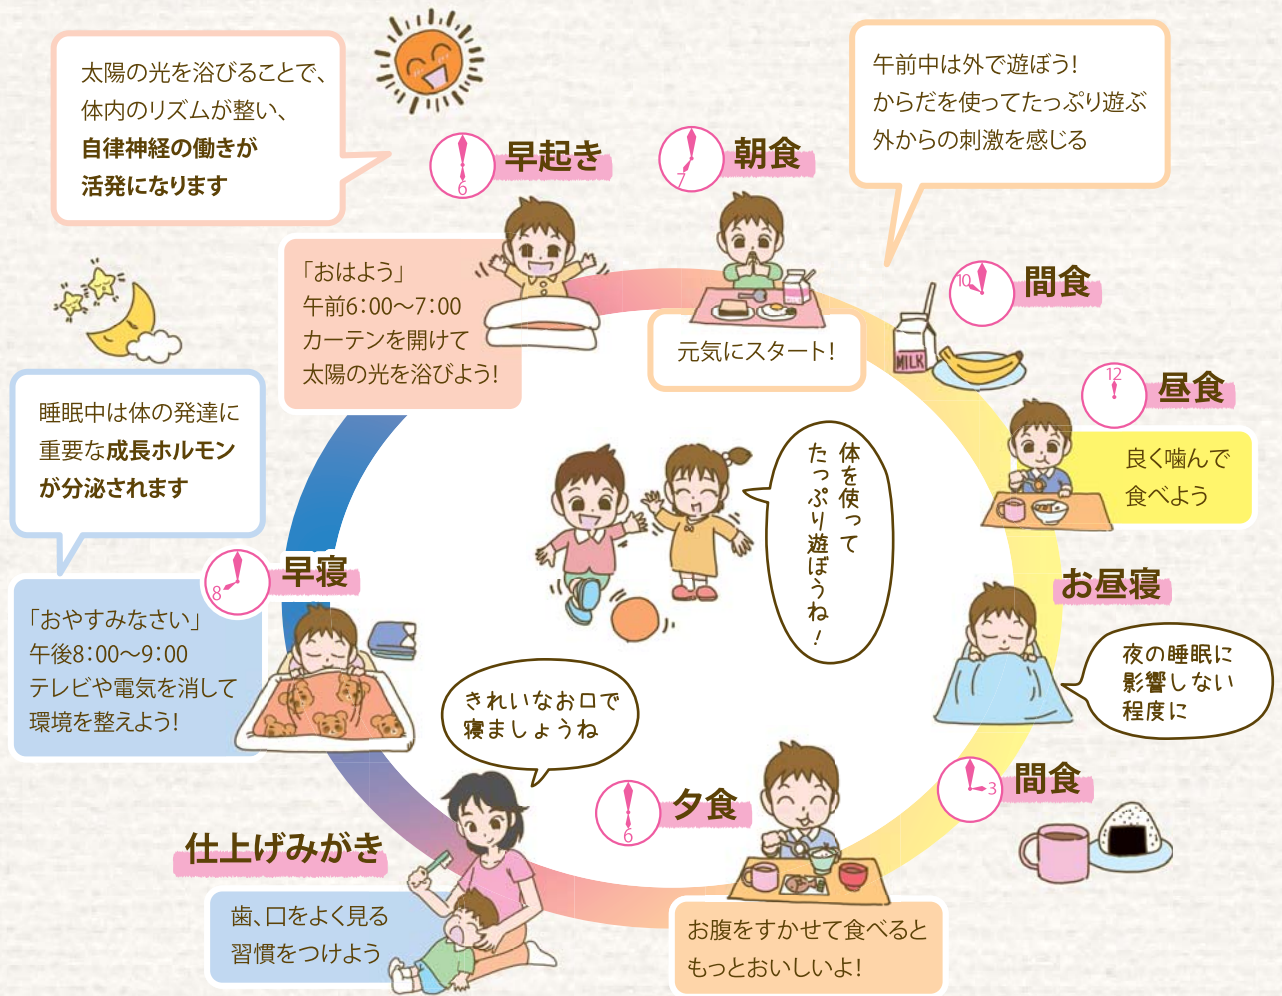 太陽の光を浴びることで、
体内のリズムが整い、
自律神経の働きが
活発になります
6
早起き
「おはよう」
午前6：00〜7：00
カーテンを開けて
太陽の光を浴びよう！
7
朝食
元気にスタート！
午前中は外で遊ぼう！
からだを使ってたっぷり遊ぶ
外からの刺激を感じる
10
間食
MILK
12
昼食
良く噛んで
食べよう
体を使って
たっぷり遊ぼうね！
お昼寝
夜の睡眠に
影響しない
程度に
3
間食
6
夕食
お腹をすかせて食べると
もっとおいしいよ！
きれいなお口で
寝ましょうね
仕上げみがき
歯、口をよく見る
習慣をつけよう
8
早寝
「おやすみなさい」
午後8：00〜9：00
テレビや電気を消して
環境を整えよう！
睡眠中は体の発達に
重要な成長ホルモン
が分泌されます